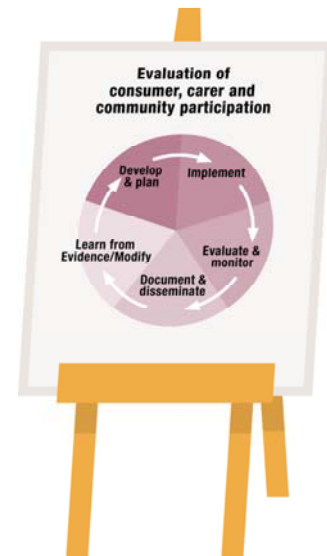 Evaluation of
consumer, carer and
community participation
Develop
& plan
Implement
Evaluate &
monitor
Document &
disseminate
Learn from
Evidence/Modify